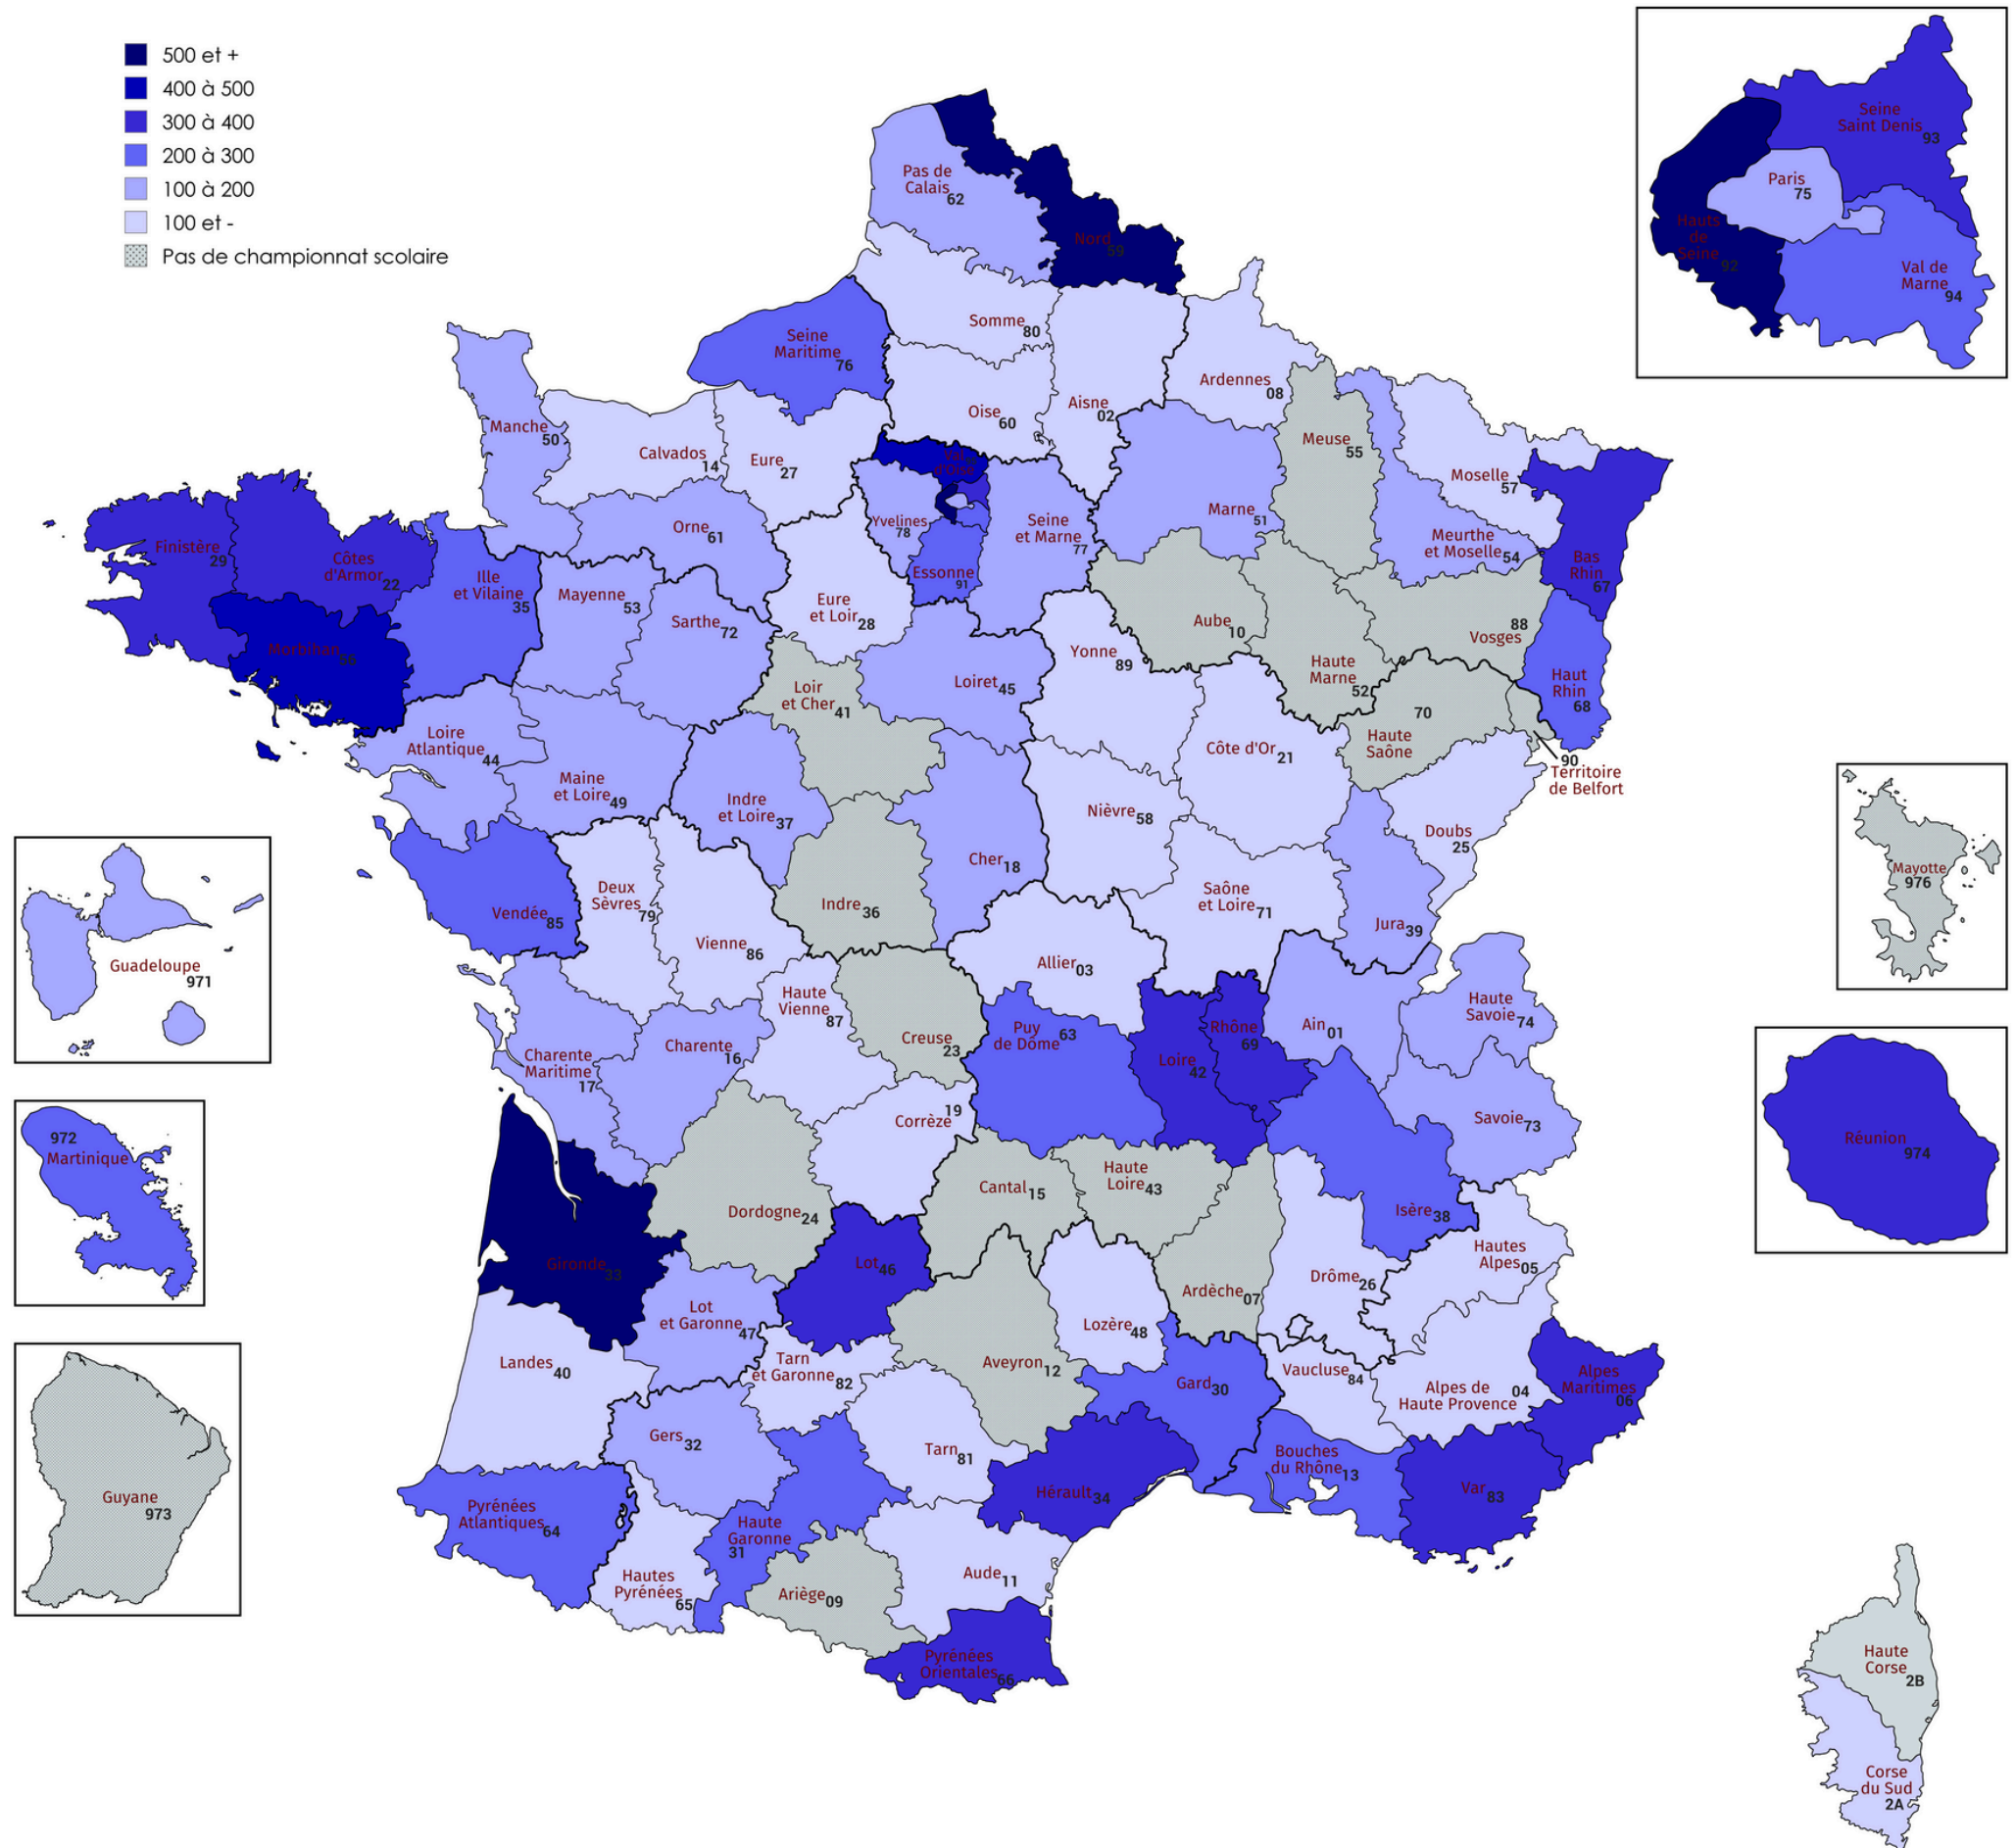 500 et +
400 à 500
300 à 400
200 à 300
100 à 200
100 et -
Pas de championnat scolaire
Seine
Saint Denis 93
Paris
75
Hauts
de
Seine 92
Val de
Marne
94
Pas de
Calais
62
Nord
59
Somme 80
Seine
Maritime
76
Oise 60
Aisne
02
Ardennes
08
Manche 50
Calvados 14
Eure
27
Meuse
55
Moselle 57
Val
d'Oise
Orne 61
Yvelines
78
Seine
et Marne
77
Marne 51
Meurthe
et Moselle 54
Bas
Rhin
67
Essonne
91
Finistère
29
Côtes
d'Armor 22
Ille
et Vilaine
35
Mayenne 53
Sarthe 72
Eure
et Loir 28
Aube 10
88
Vosges
Morbihan 56
Yonne
89
Haute
Marne
52
Haut
Rhin
68
Loiret 45
Loir
et Cher 41
70
Haute
Saône
Loire
Atlantique
44
Côte d'Or 21
90
Territoire
de Belfort
Maine
et Loire 49
Indre
et Loire 37
Nièvre 58
Doubs
25
Cher 18
Mayotte
976
Deux
Sèvres
79
Vendée 85
Indre 36
Saône
et Loire 71
Jura 39
Vienne
86
Allier 03
Guadeloupe
971
Haute
Vienne
87
Haute
Savoie 74
Puy
de Dôme 63
Rhône
69
Ain 01
Creuse
23
Charente
16
Charente
Maritime
17
Loire
42
Corrèze
19
Savoie 73
972
Martinique
Réunion
974
Haute
Loire 43
Cantal 15
Dordogne 24
Isère 38
Gironde 33
Lot 46
Hautes
Alpes 05
Drôme 26
Ardèche 07
Lot
et Garonne 47
Lozère 48
Landes 40
Tarn
et Garonne 82
Aveyron 12
Vaucluse 84
Alpes
Maritimes
06
Gard 30
Alpes de
Haute Provence
04
Gers 32
Tarn 81
Bouches
du Rhône 13
Hérault 34
Var 83
Guyane
973
Pyrénées
Atlantiques 64
Haute
Garonne
31
Hautes
Pyrénées
65
Ariège 09
Aude 11
Pyrénées
Orientales 66
Haute
Corse
2B
Corse
du Sud
2A